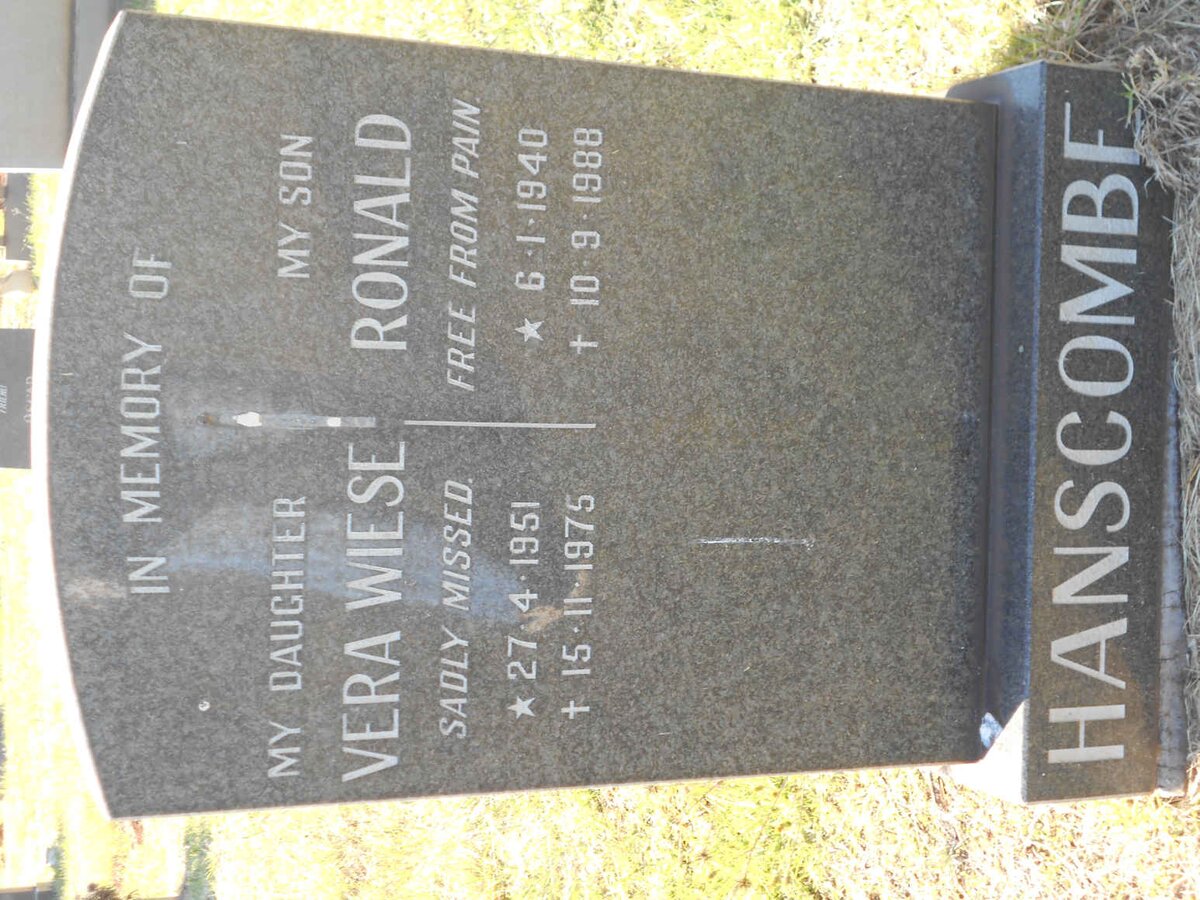 IN MEMORY OF
MY DAUGHTER
VERA WIESE
SADLY MISSED.
★ 27·4·1951
† 15·11·1975
MY SON
RONALD
FREE FROM PAIN
★ 6·1·1940
† 10·9·1988
HANSCOMBE